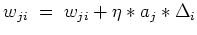 w_{ji} = w_{ji} + η * a_j * Δ_i